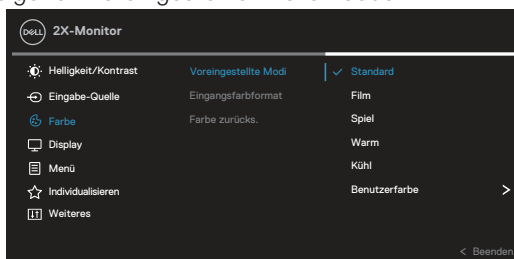 DELL 2X-Monitor
Helligkeit/Kontrast Voreingestellte Modi Standard
Eingabe-Quelle Eingangsfarbformat Film
Farbe Farbe zurücks. Spiel
Display Warm
Menü Kühl
Individualisieren Benutzerfarbe >
Weiteres
< Beenden